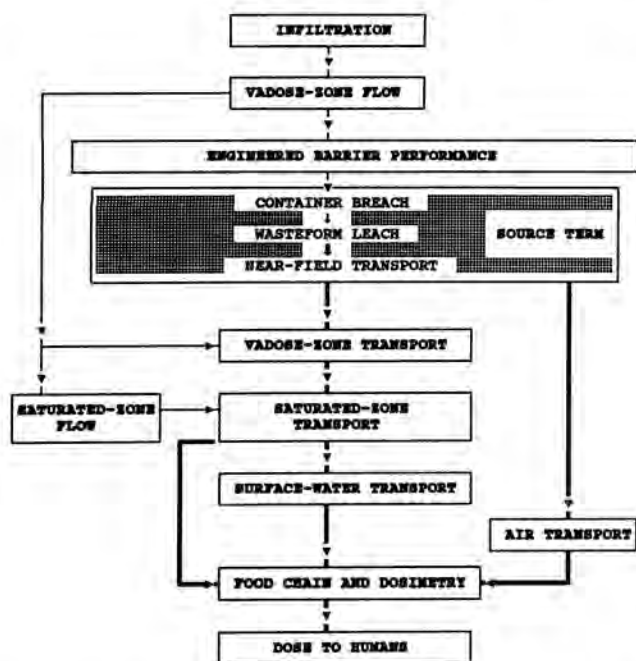 INFILTRATION
VADOSE-ZONE FLOW
ENGINEERED BARRIER PERFORMANCE
CONTAINER BREACH
WASTEFORM LEACH
SOURCE TERM
NEAR-FIELD TRANSPORT
VADOSE-ZONE TRANSPORT
SATURATED-ZONE
FLOW
SATURATED-ZONE
TRANSPORT
SURFACE-WATER TRANSPORT
AIR TRANSPORT
FOOD CHAIN AND DOSIMETRY
DOSE TO HUMANS